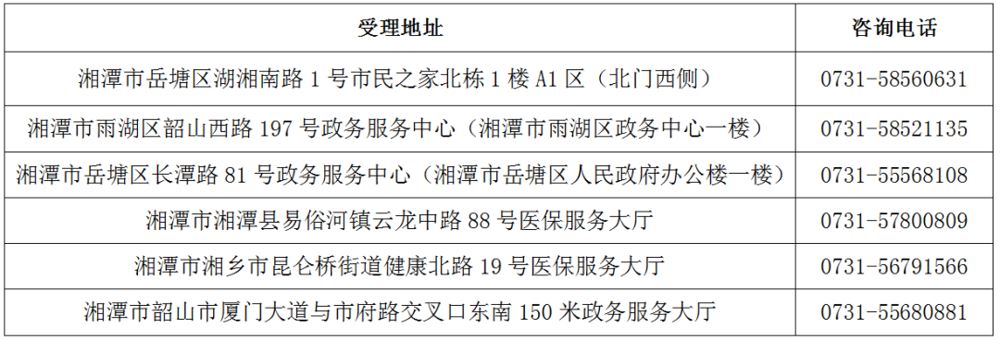 受理地址 咨询电话
湘潭市岳塘区湖湘南路 1 号市民之家北栋 1 楼 A1 区（北门西侧） 0731-58560631
湘潭市雨湖区韶山西路 197 号政务服务中心（湘潭市雨湖区政务中心一楼） 0731-58521135
湘潭市岳塘区长潭路 81 号政务服务中心（湘潭市岳塘区人民政府办公楼一楼） 0731-55568108
湘潭市湘潭县易俗河镇云龙中路 88 号医保服务大厅 0731-57800809
湘潭市湘乡市昆仑桥街道健康北路 19 号医保服务大厅 0731-56791566
湘潭市韶山市厦门大道与市府路交叉口东南 150 米政务服务大厅 0731-55680881